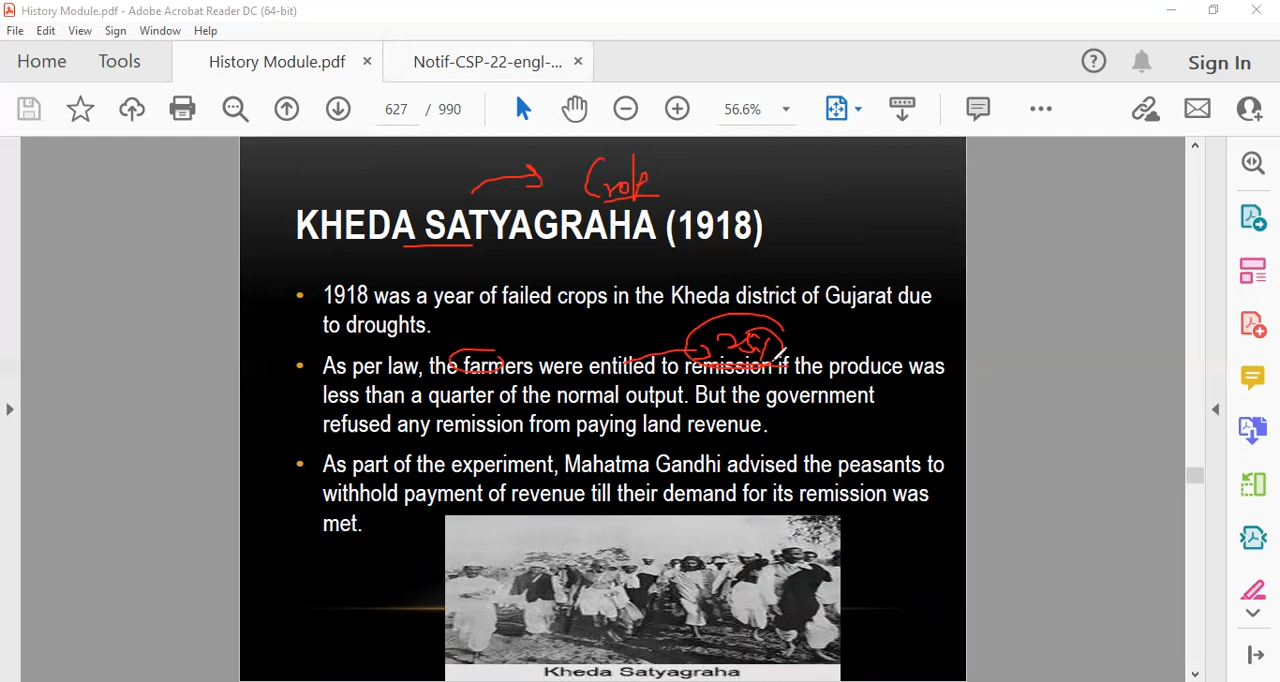 History Module.pdf - Adobe Acrobat Reader DC (64-bit)
File Edit View Sign Window Help
Home Tools History Module.pdf × Notif-CSP-22-engl-... × Sign In
627 / 990 56.6%
KHEDA SATYAGRAHA (1918)
• 1918 was a year of failed crops in the Kheda district of Gujarat due
to droughts.
• As per law, the farmers were entitled to remission if the produce was
less than a quarter of the normal output. But the government
refused any remission from paying land revenue.
• As part of the experiment, Mahatma Gandhi advised the peasants to
withhold payment of revenue till their demand for its remission was
met.
Kheda Satyagraha